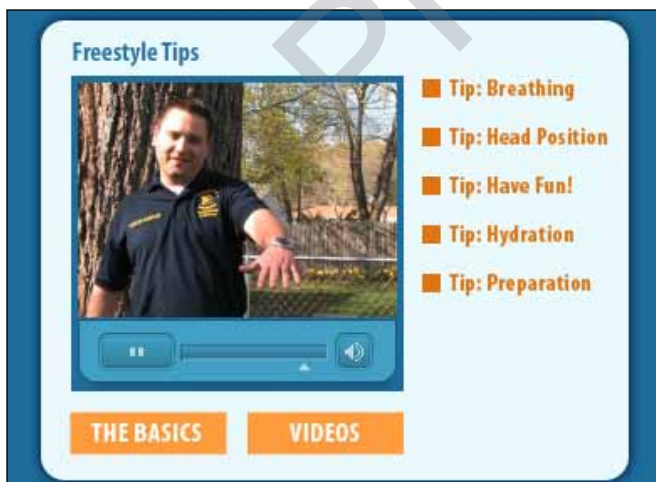 Freestyle Tips
Tip: Breathing
Tip: Head Position
Tip: Have Fun!
Tip: Hydration
Tip: Preparation
THE BASICS
VIDEOS